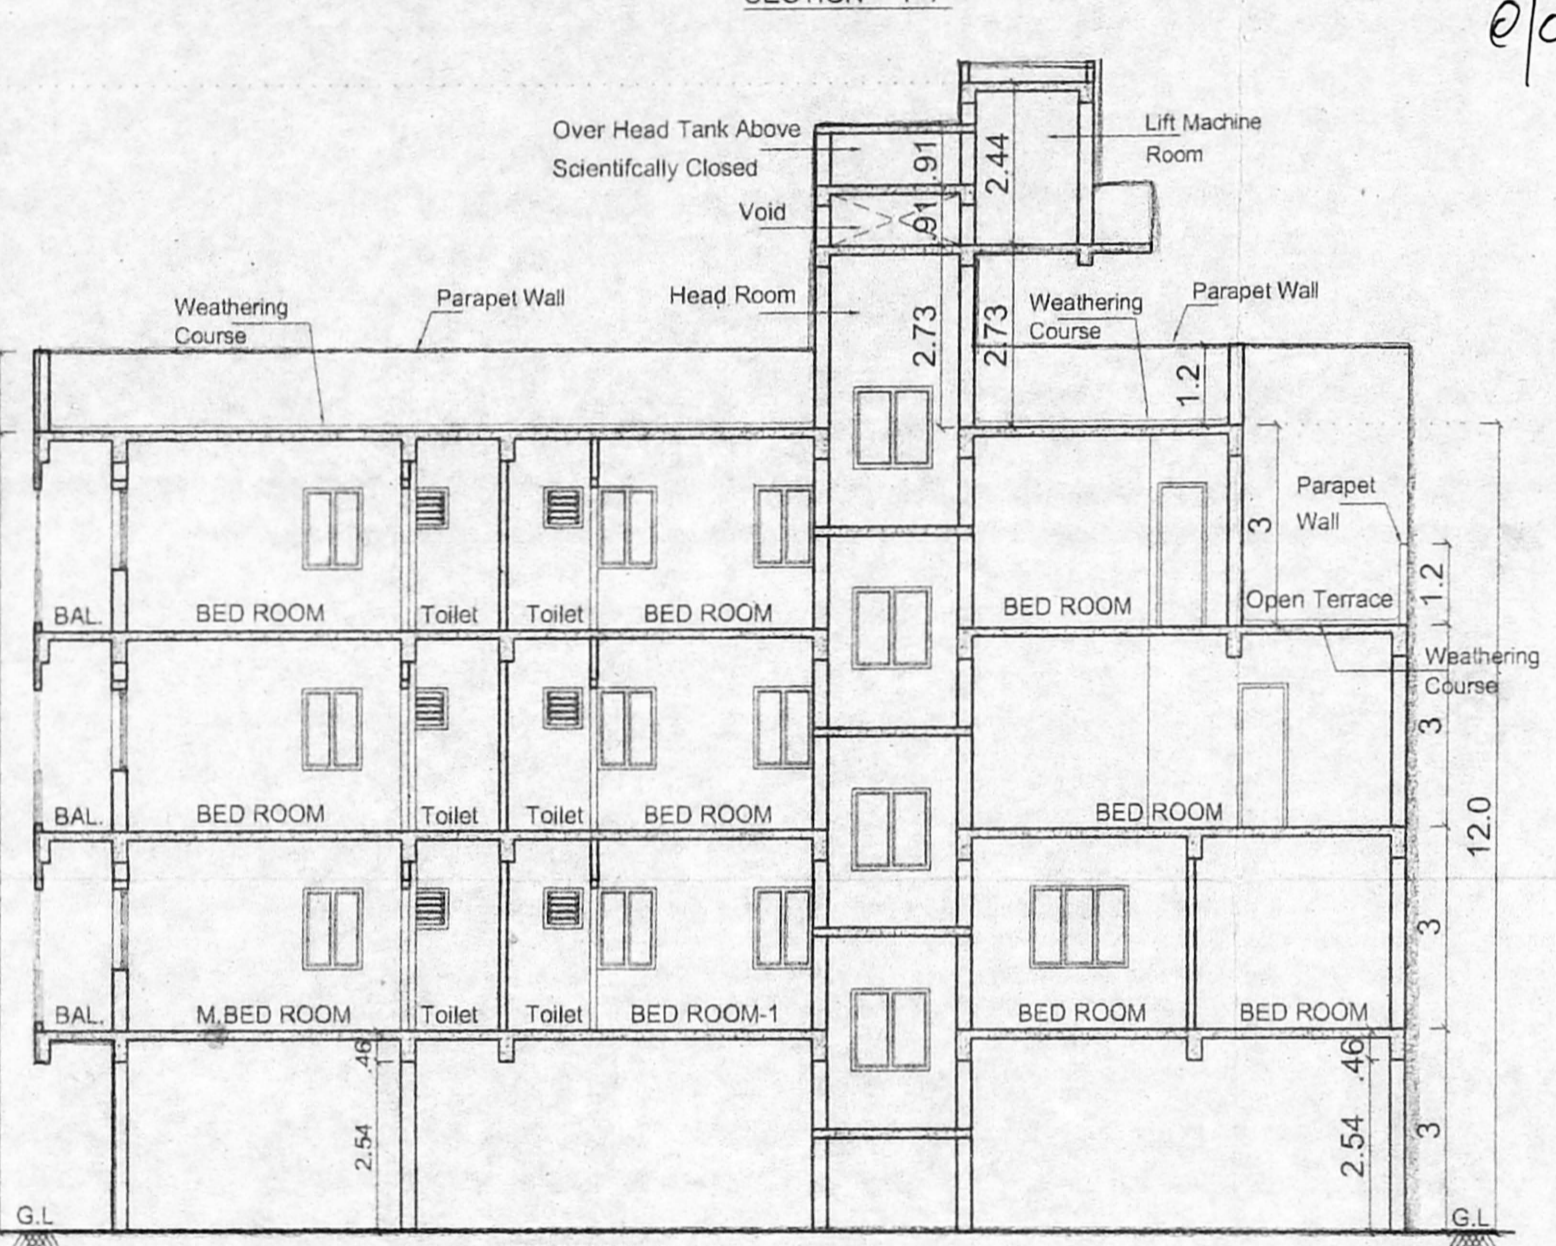 Over Head Tank Above
Scientifcally Closed
.91
2.44
Lift Machine
Room
Void
.91
Weathering
Course
Parapet Wall
Head Room
2.73
2.73
Weathering
Course
Parapet Wall
1.2
Parapet
Wall
3
1.2
BAL.
BED ROOM
Toilet
Toilet
BED ROOM
BED ROOM
Open Terrace
Weathering
Course
3
BAL.
BED ROOM
Toilet
Toilet
BED ROOM
BED ROOM
12.0
3
BAL.
M.BED ROOM
Toilet
Toilet
BED ROOM-1
BED ROOM
BED ROOM
.46
.46
2.54
2.54
3
G.L
G.L